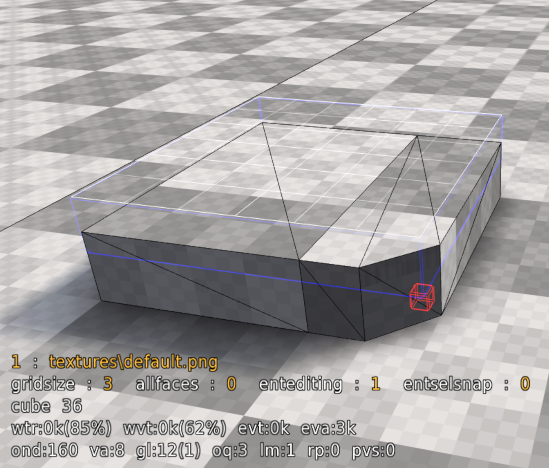 1 : textures\default.png
gridsize : 3 allfaces : 0 entediting : 1 entselsnap : 0
cube 36
wtr:0k(85%) wvt:0k(62%) evt:0k eva:3k
ond:160 va:8 gl:12(1) oq:3 lm:1 rp:0 pvs:0